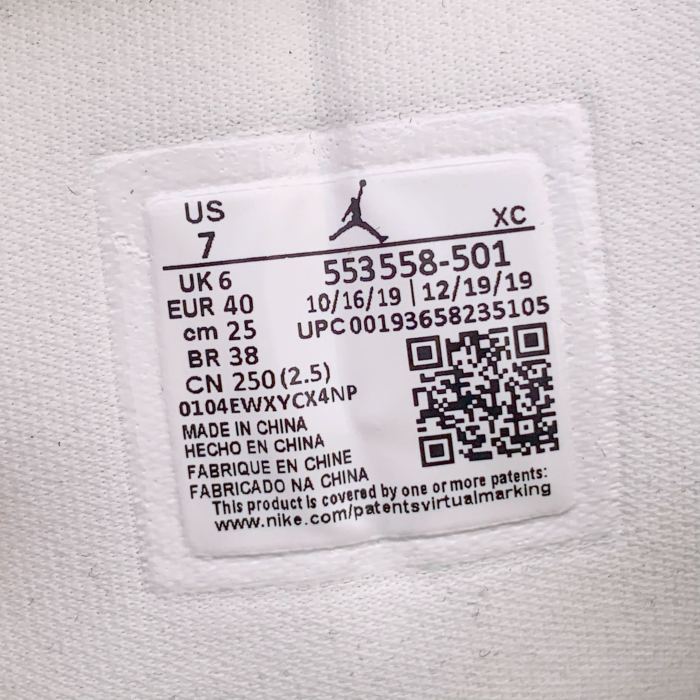 US
7
XC
UK 6
EUR 40
cm 25
BR 38
CN 250 (2.5)
0104EWXYCX4NP
553558-501
10/16/19 | 12/19/19
UPC 00193658235105
MADE IN CHINA
HECHO EN CHINA
FABRIQUE EN CHINE
FABRICADO NA CHINA
This product is covered by one or more patents:
www.nike.com/patentsvirtualmarking